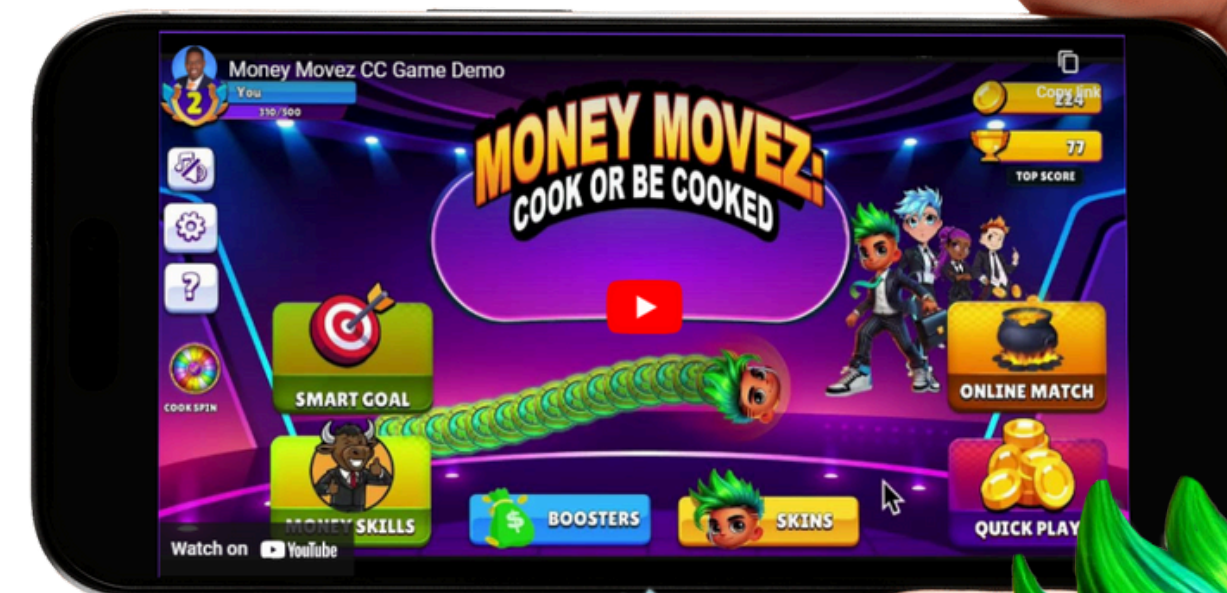 Money Movez CC Game Demo
Copy link
2
You
310/500
224
77
TOP SCORE
MONEY MOVEZ:
COOK OR BE COOKED
?
SMART GOAL
ONLINE MATCH
COOK SPIN
MONEY SKILLS
$
BOOSTERS
SKINS
QUICK PLAY
Watch on YouTube